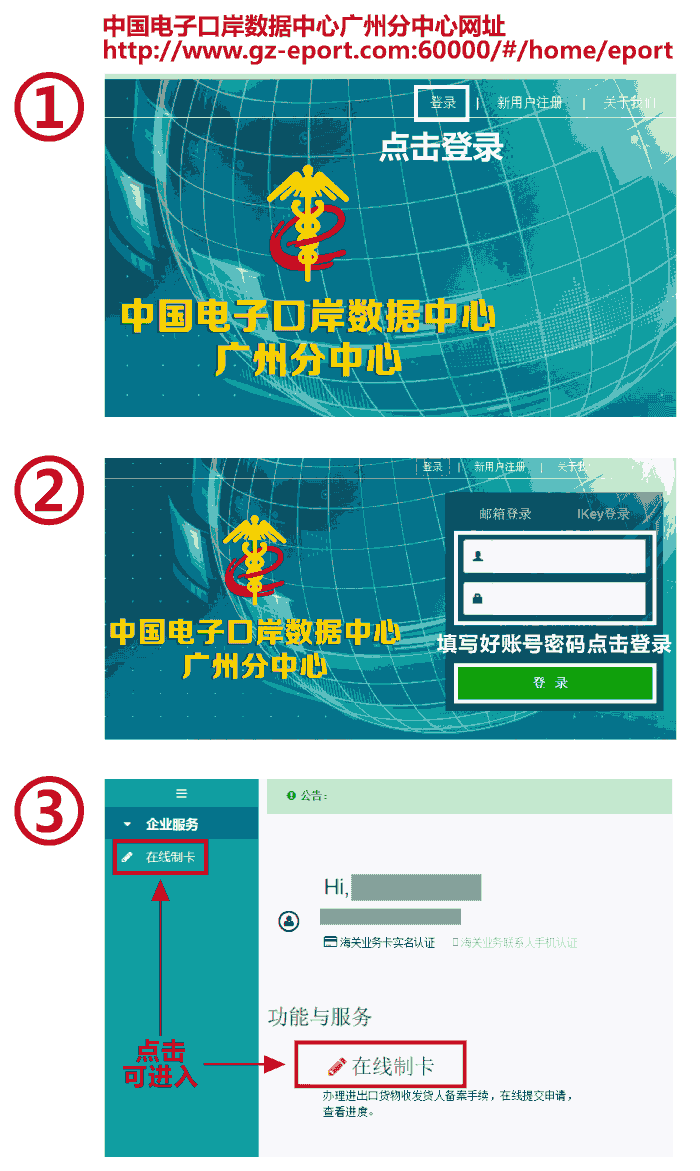 中国电子口岸数据中心广州分中心网址
http://www.gz-eport.com:60000/#/home/eport
①
登录 | 新用户注册 | 关于我们
点击登录
中国电子口岸数据中心
广州分中心
②
登录 | 新用户注册 | 关于我
邮箱登录 IKey登录
中国电子口岸数据中心
广州分中心
填写好账号密码点击登录
登 录
③
公告:
企业服务
在线制卡
Hi,
海关业务卡实名认证 海关业务联系人手机认证
功能与服务
点击
可进入
在线制卡
办理进出口货物收发货人备案手续，在线提交申请，
查看进度。